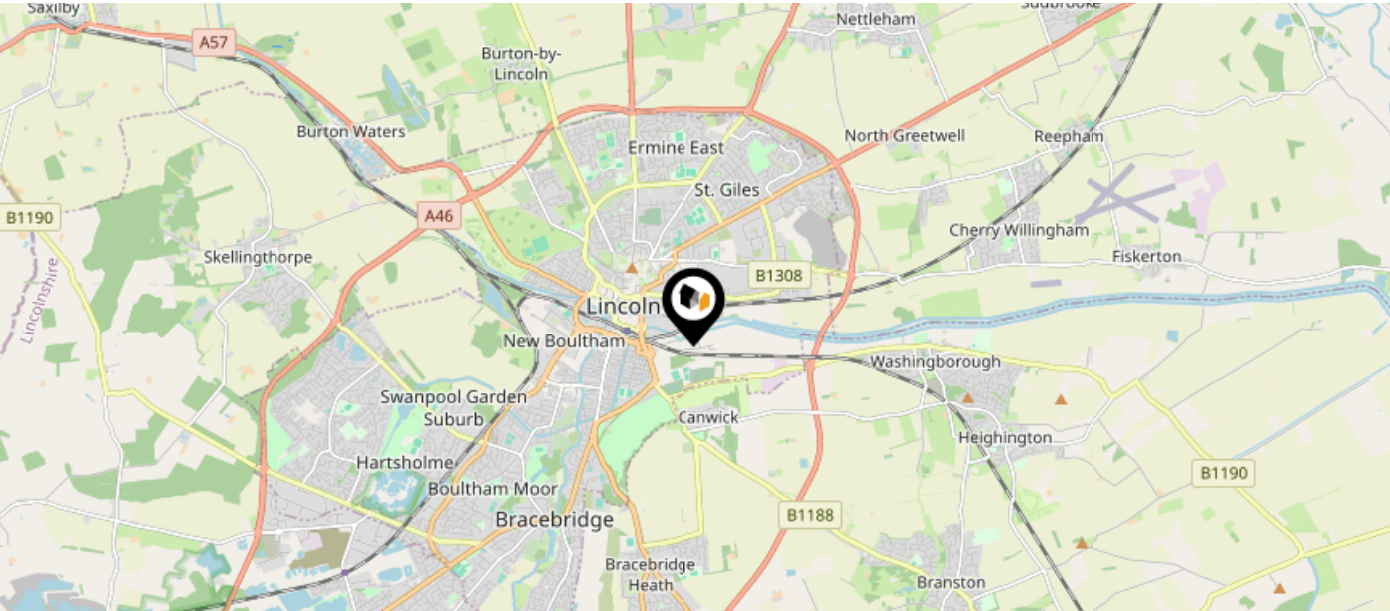 Saxilby
Nettleham
Sudbrooke
A57
Burton-by-
Lincoln
Burton Waters
North Greetwell
Reepham
Ermine East
St. Giles
B1190
A46
Cherry Willingham
Skellingthorpe
Fiskerton
B1308
Lincolnshire
Lincoln
New Boultham
Washingborough
Swanpool Garden
Suburb
Canwick
Heighington
Hartsholme
B1190
Boultham Moor
B1188
Bracebridge
Bracebridge
Heath
Branston